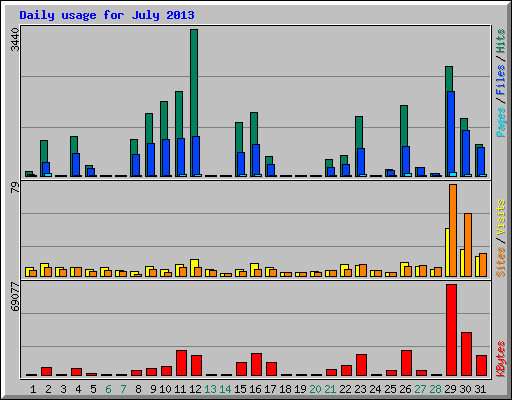 Daily usage for July 2013
3440
79
69077
Pages / Files / Hits
Sites / Visits
KBytes
1 2 3 4 5 6 7 8 9 10 11 12 13 14 15 16 17 18 19 20 21 22 23 24 25 26 27 28 29 30 31